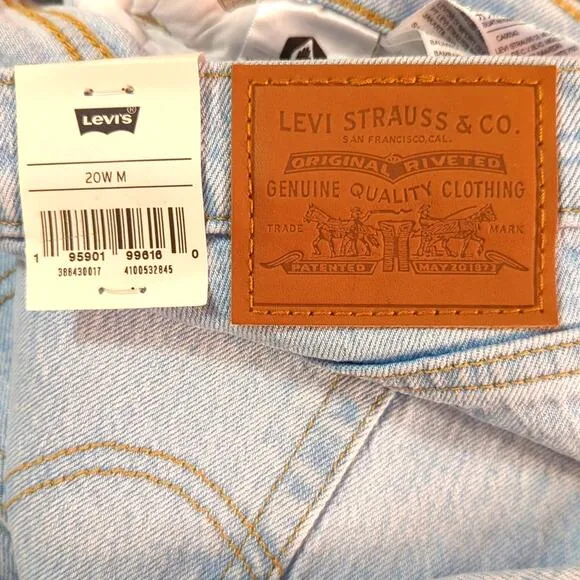 LEVI'S
20W M
1 95901 99616 0
388430017 4100532845
LEVI STRAUSS & CO.
SAN FRANCISCO, CAL.
ORIGINAL RIVETED
GENUINE QUALITY CLOTHING
TRADE MARK
PATENTED MAY 20 1873